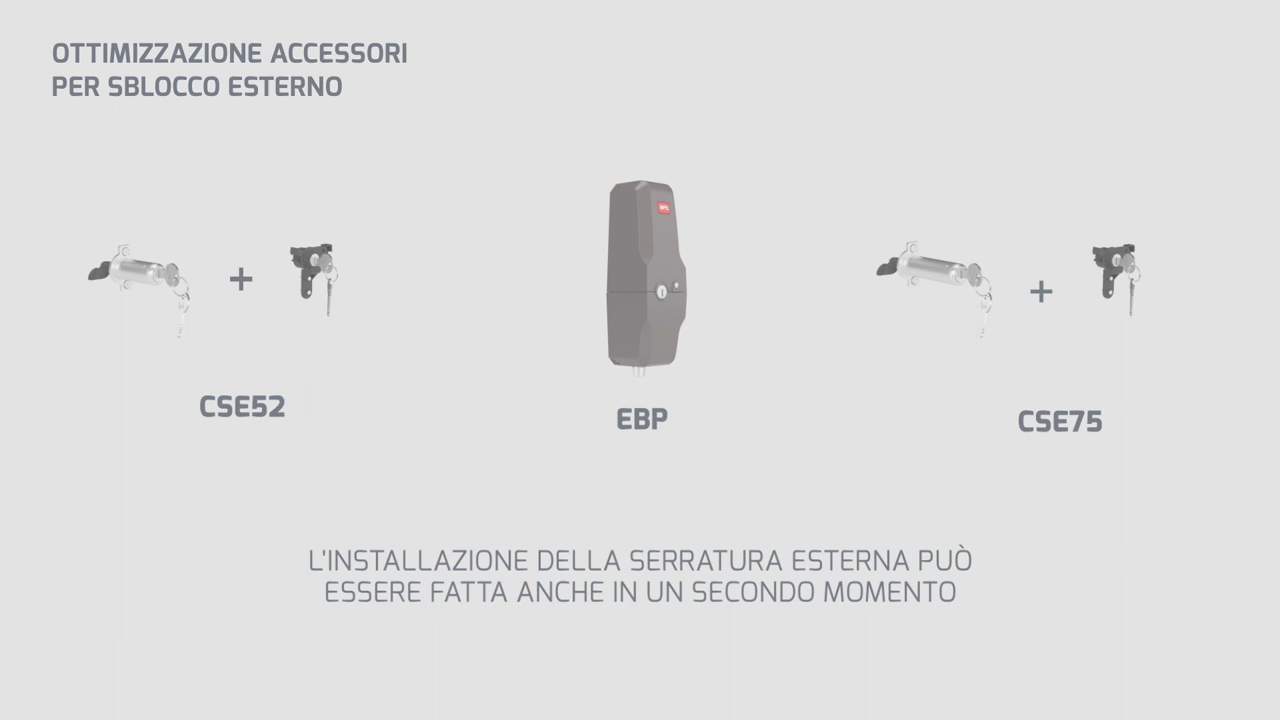 OTTIMIZZAZIONE ACCESSORI
PER SBLOCCO ESTERNO
CSE52
EBP
CSE75
L'INSTALLAZIONE DELLA SERRATURA ESTERNA PUÒ
ESSERE FATTA ANCHE IN UN SECONDO MOMENTO